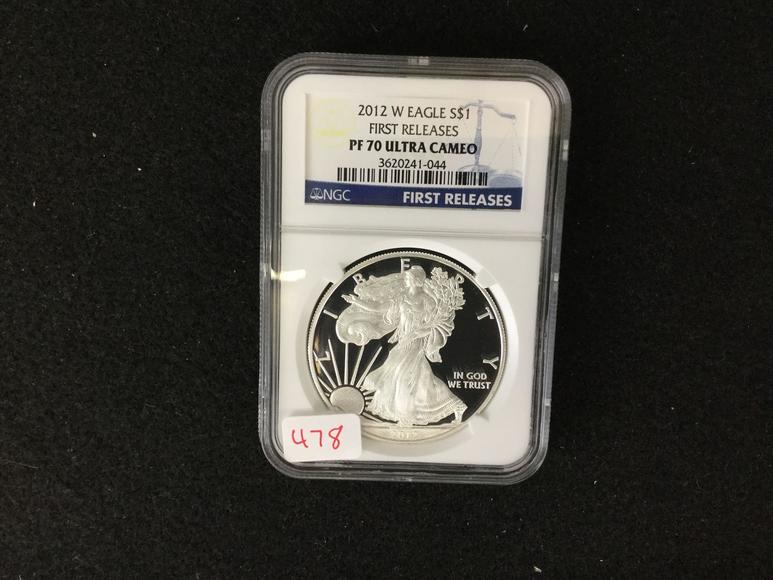 2012 W EAGLE S$1
FIRST RELEASES
PF 70 ULTRA CAMEO
3620241-044
NGC
FIRST RELEASES
LIBERTY
IN GOD
WE TRUST
2012
478